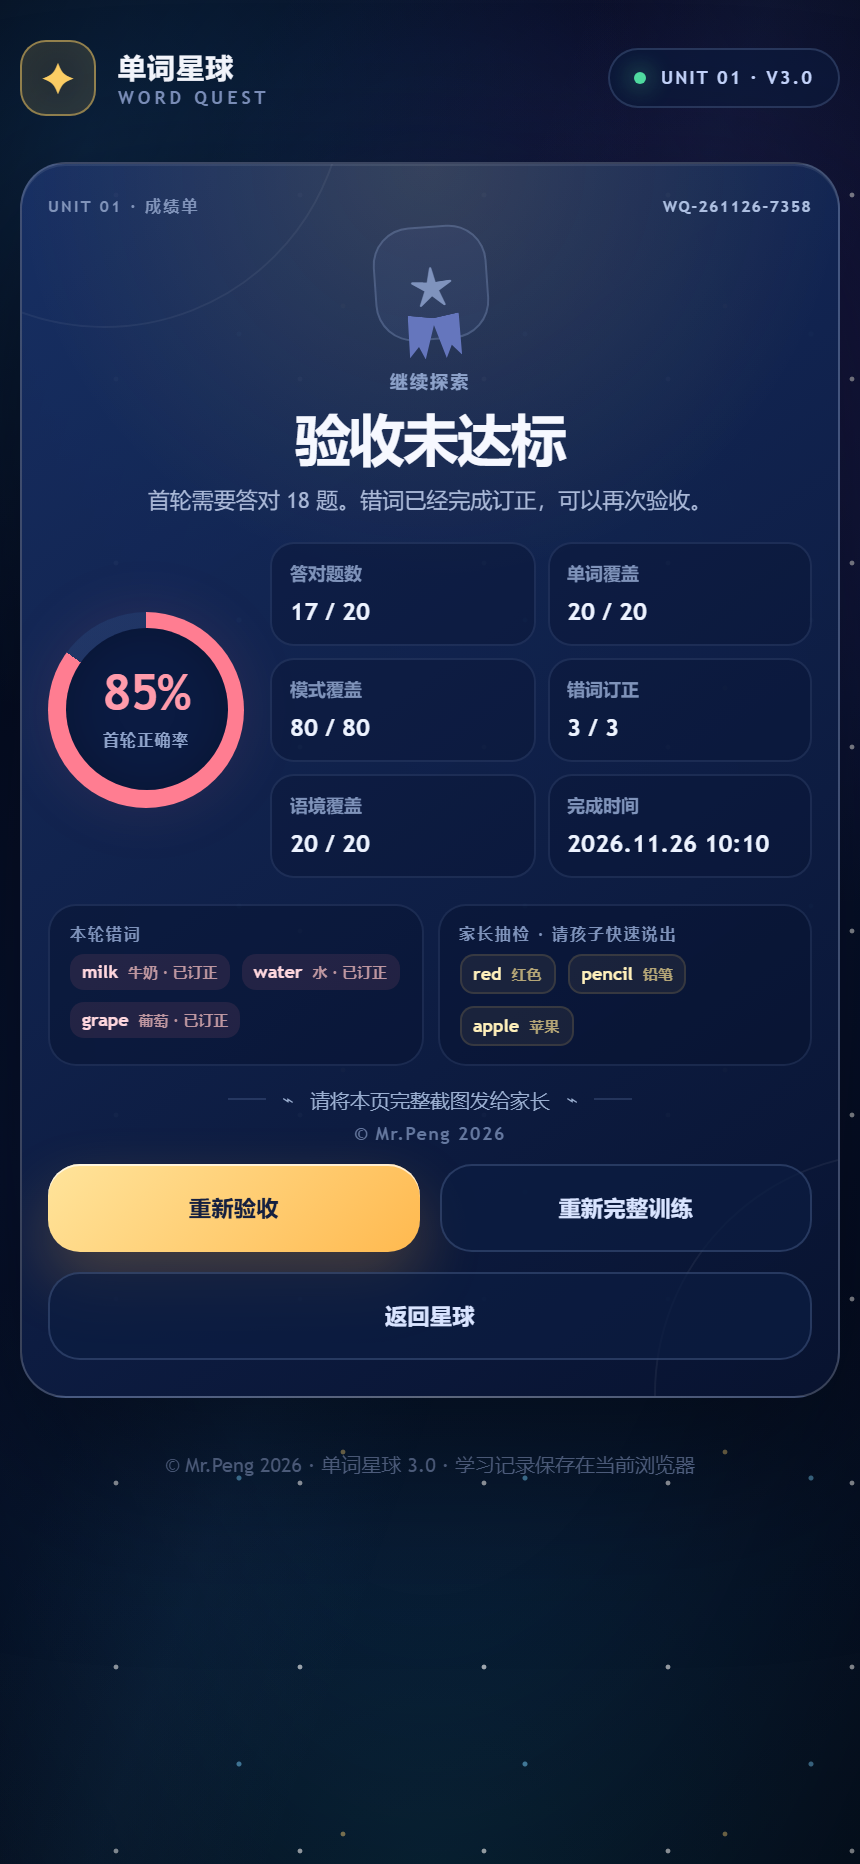 单词星球
WORD QUEST
UNIT 01 · V3.0
UNIT 01 · 成绩单
WQ-261126-7358
继续探索
验收未达标
首轮需要答对 18 题。错词已经完成订正，可以再次验收。
85%
首轮正确率
答对题数
17 / 20
单词覆盖
20 / 20
模式覆盖
80 / 80
错词订正
3 / 3
语境覆盖
20 / 20
完成时间
2026.11.26 10:10
本轮错词
milk 牛奶 · 已订正
water 水 · 已订正
grape 葡萄 · 已订正
家长抽检 · 请孩子快速说出
red 红色
pencil 铅笔
apple 苹果
请将本页完整截图发给家长
© Mr.Peng 2026
重新验收
重新完整训练
返回星球
© Mr.Peng 2026 · 单词星球 3.0 · 学习记录保存在当前浏览器